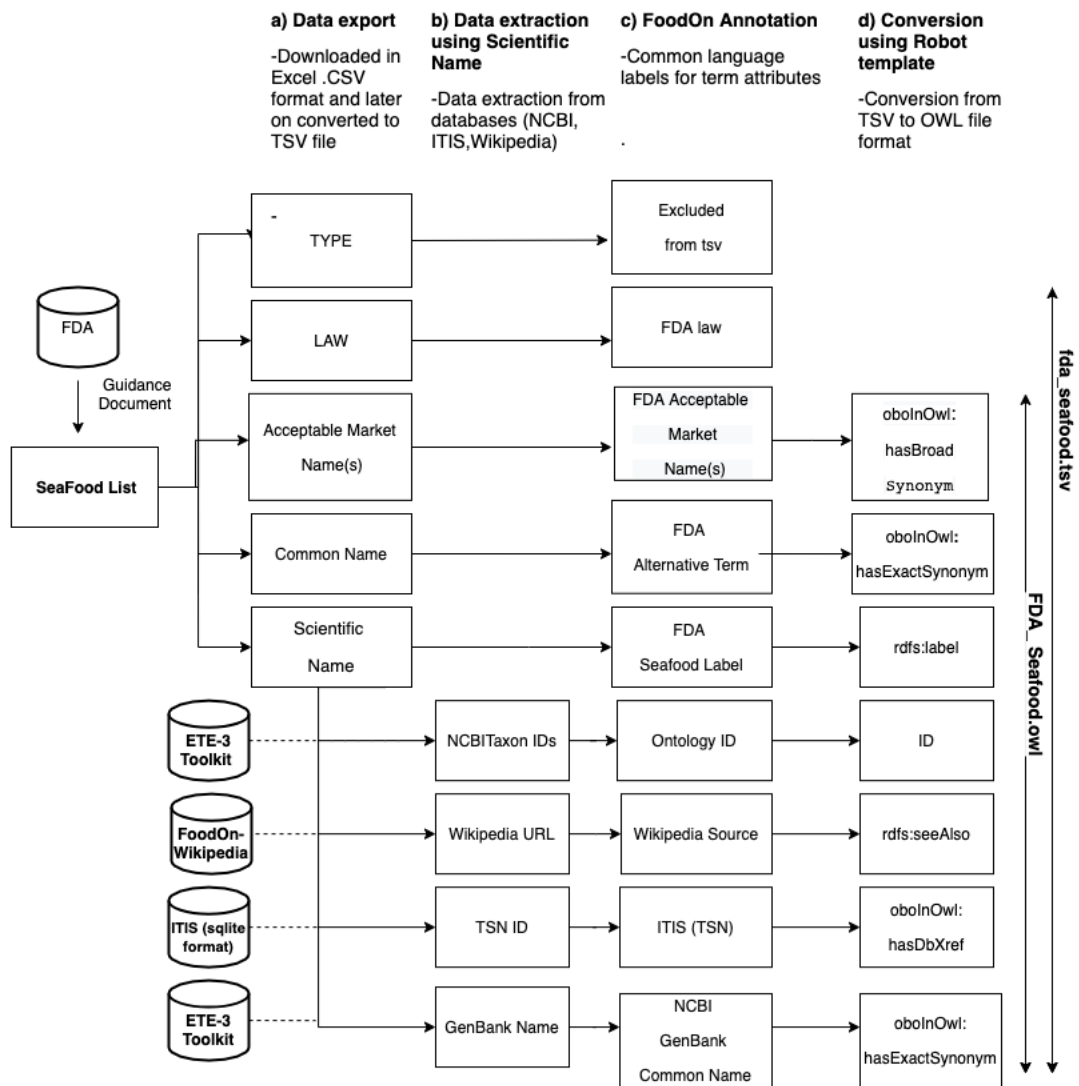 a) Data export
-Downloaded in
Excel .CSV
format and later
on converted to
TSV file
b) Data extraction
using Scientific
Name
-Data extraction from
databases (NCBI,
ITIS,Wikipedia)
c) FoodOn Annotation
-Common language
labels for term attributes
.
d) Conversion
using Robot
template
-Conversion from
TSV to OWL file
format
FDA
Guidance
Document
SeaFood List
-
TYPE
Excluded
from tsv
LAW
FDA law
Acceptable Market
Name(s)
FDA Acceptable
Market
Name(s)
oboInOwl:
hasBroad
Synonym
Common Name
FDA
Alternative Term
oboInOwl:
hasExactSynonym
Scientific
Name
FDA
Seafood Label
rdfs:label
ETE-3
Toolkit
NCBITaxon IDs
Ontology ID
ID
FoodOn-
Wikipedia
Wikipedia URL
Wikipedia Source
rdfs:seeAlso
ITIS (sqlite
format)
TSN ID
ITIS (TSN)
oboInOwl:
hasDbXref
ETE-3
Toolkit
GenBank Name
NCBI
GenBank
Common Name
oboInOwl:
hasExactSynonym
FDA_ Seafood.owl
fda_seafood.tsv